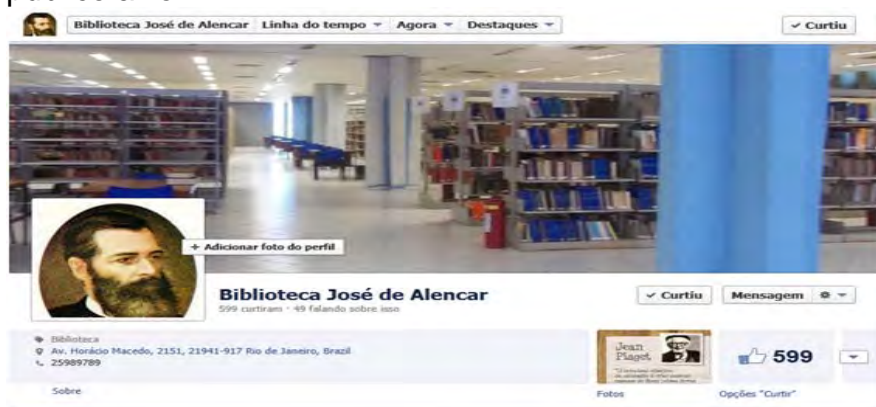 Biblioteca José de Alencar Linha do tempo Agora Destaques ✓ Curtiu
+ Adicionar foto do perfil
Biblioteca José de Alencar
599 curtiram · 49 falando sobre isso
✓ Curtiu Mensagem
Biblioteca
Av. Horácio Macedo, 2151, 21941-917 Rio de Janeiro, Brazil
25989789
Sobre
Jean
Piaget
599
Fotos
Opções "Curtir"